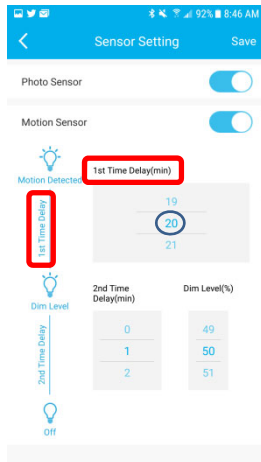 92% 8:46 AM
Sensor Setting Save
Photo Sensor
Motion Sensor
Motion Detected
1st Time Delay(min)
1st Time Delay
19
20
21
Dim Level
2nd Time
Delay(min)
Dim Level(%)
2nd Time Delay
0 49
1 50
2 51
Off